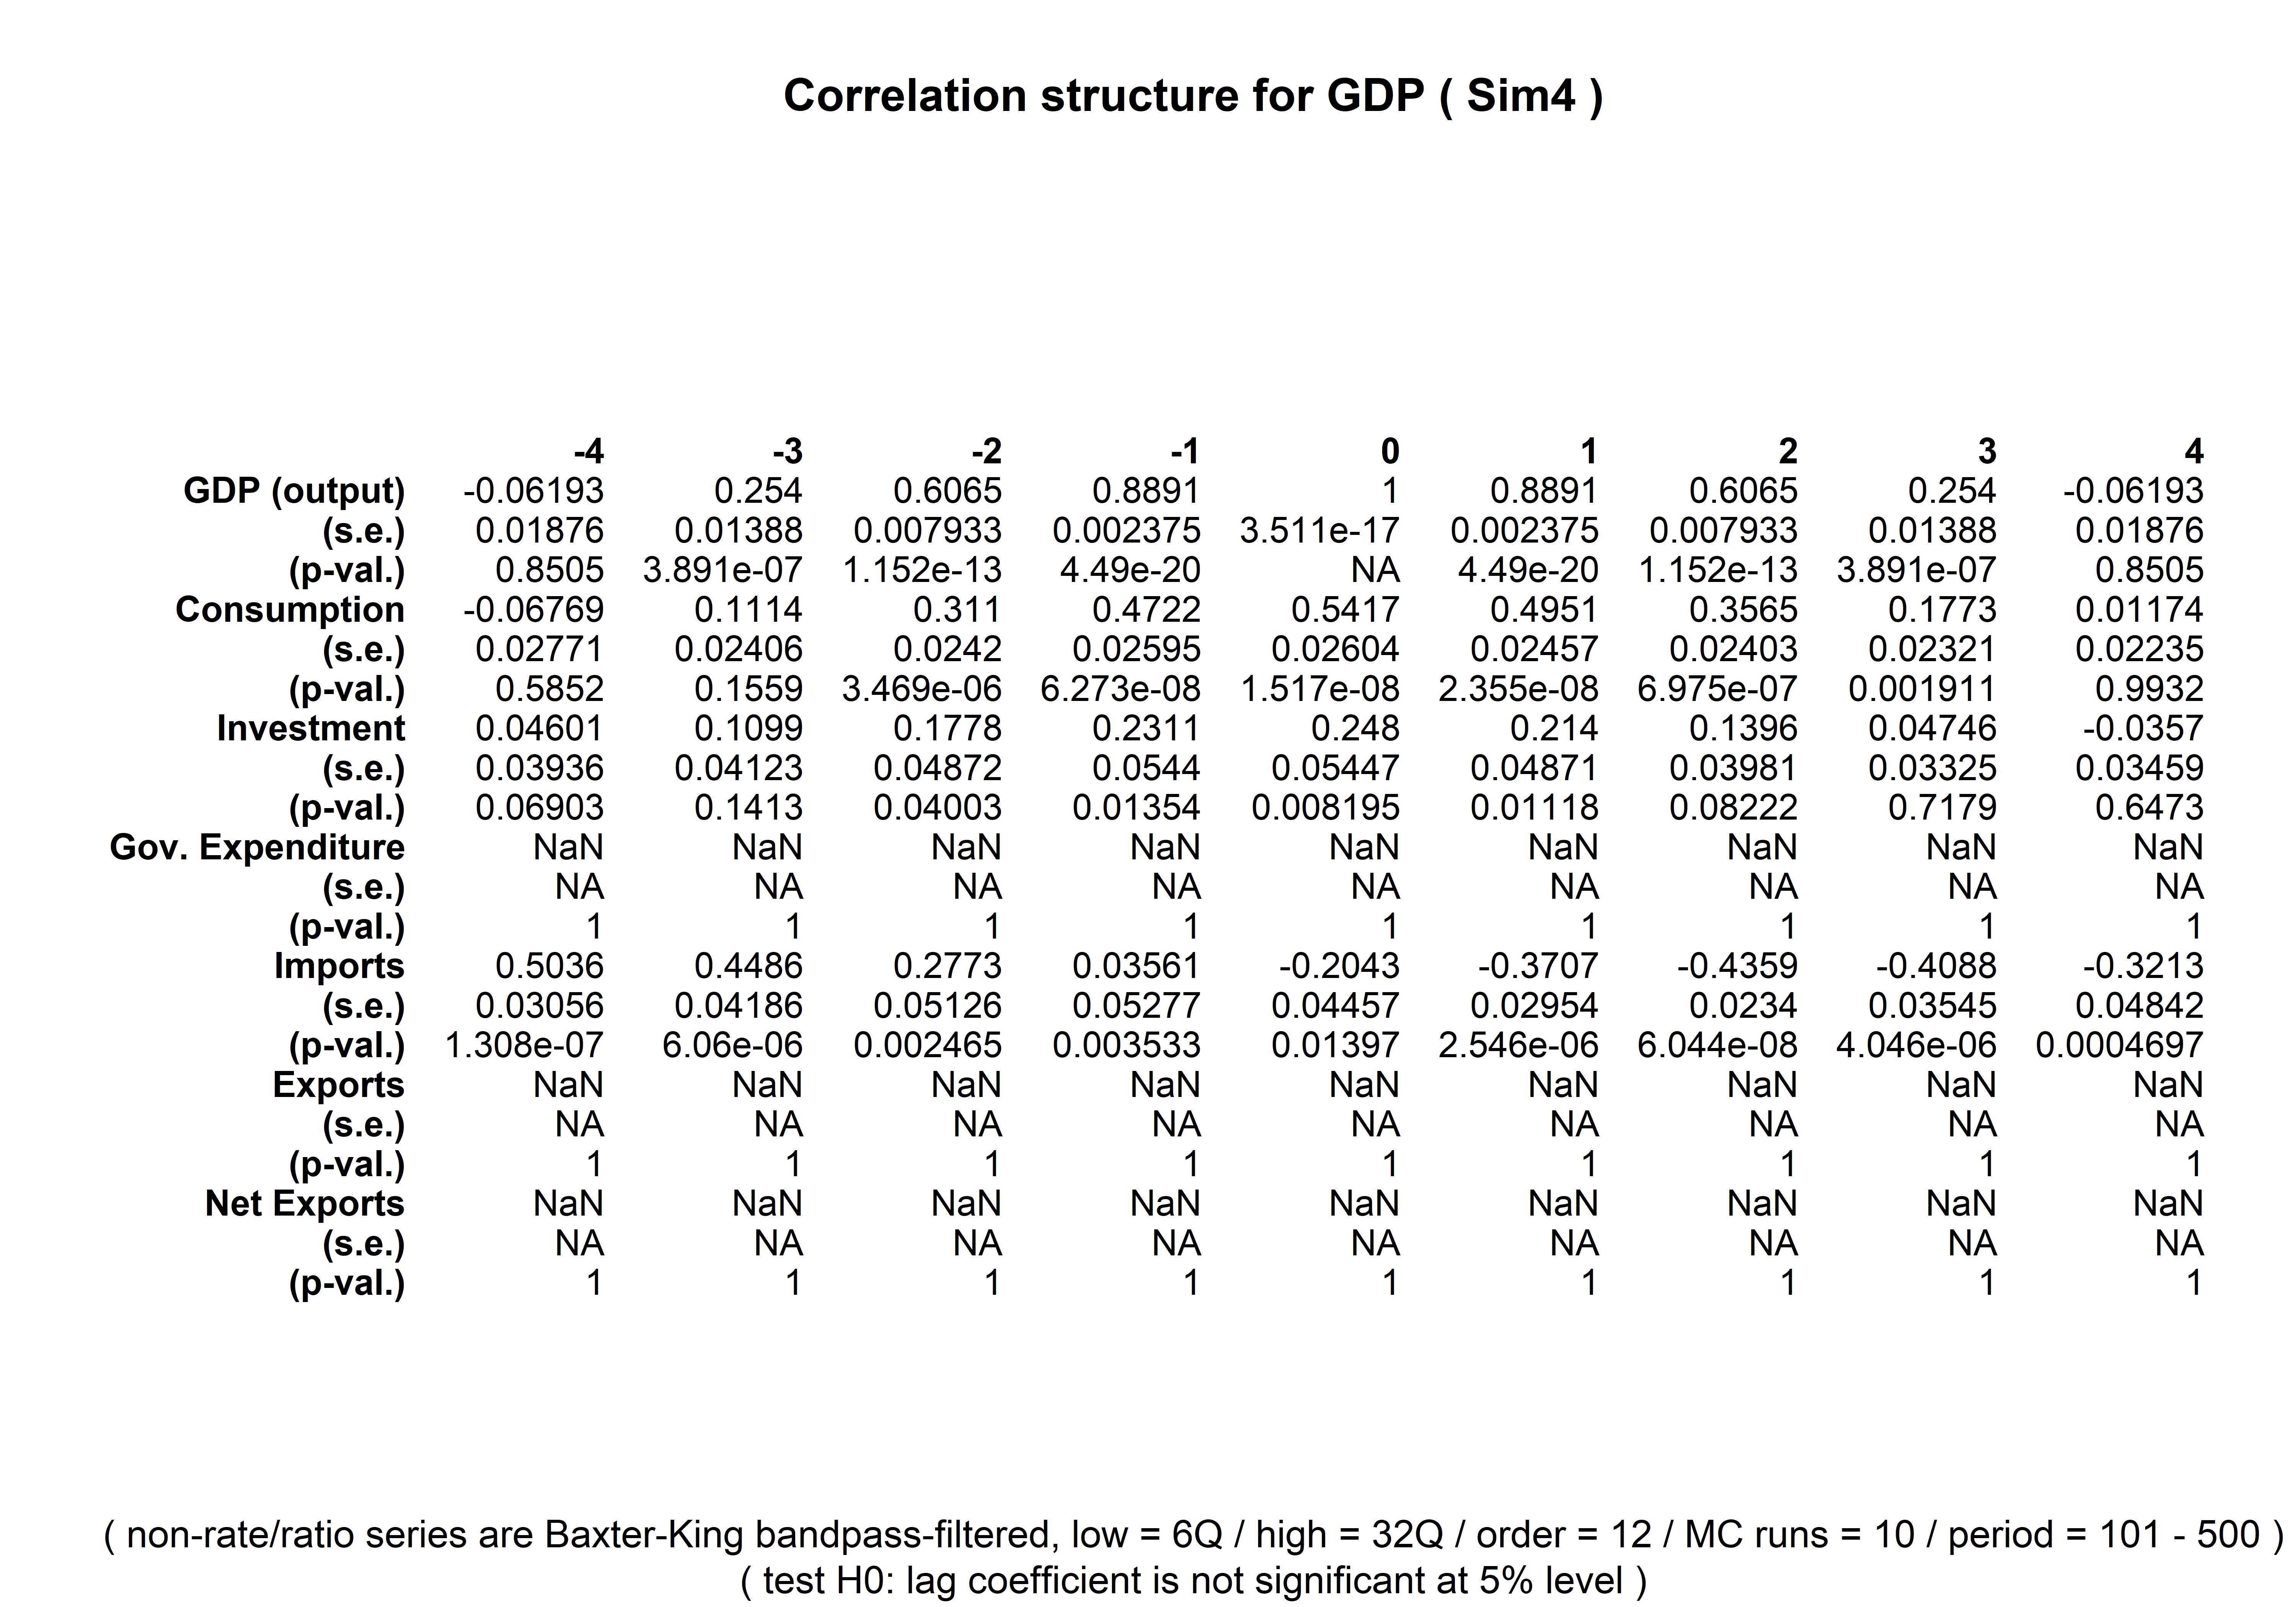 Correlation structure for GDP ( Sim4 )
-4 -3 -2 -1 0 1 2 3 4
GDP (output) -0.06193 0.254 0.6065 0.8891 1 0.8891 0.6065 0.254 -0.06193
(s.e.) 0.01876 0.01388 0.007933 0.002375 3.511e-17 0.002375 0.007933 0.01388 0.01876
(p-val.) 0.8505 3.891e-07 1.152e-13 4.49e-20 NA 4.49e-20 1.152e-13 3.891e-07 0.8505
Consumption -0.06769 0.1114 0.311 0.4722 0.5417 0.4951 0.3565 0.1773 0.01174
(s.e.) 0.02771 0.02406 0.0242 0.02595 0.02604 0.02457 0.02403 0.02321 0.02235
(p-val.) 0.5852 0.1559 3.469e-06 6.273e-08 1.517e-08 2.355e-08 6.975e-07 0.001911 0.9932
Investment 0.04601 0.1099 0.1778 0.2311 0.248 0.214 0.1396 0.04746 -0.0357
(s.e.) 0.03936 0.04123 0.04872 0.0544 0.05447 0.04871 0.03981 0.03325 0.03459
(p-val.) 0.06903 0.1413 0.04003 0.01354 0.008195 0.01118 0.08222 0.7179 0.6473
Gov. Expenditure NaN NaN NaN NaN NaN NaN NaN NaN NaN
(s.e.) NA NA NA NA NA NA NA NA NA
(p-val.) 1 1 1 1 1 1 1 1 1
Imports 0.5036 0.4486 0.2773 0.03561 -0.2043 -0.3707 -0.4359 -0.4088 -0.3213
(s.e.) 0.03056 0.04186 0.05126 0.05277 0.04457 0.02954 0.0234 0.03545 0.04842
(p-val.) 1.308e-07 6.06e-06 0.002465 0.003533 0.01397 2.546e-06 6.044e-08 4.046e-06 0.0004697
Exports NaN NaN NaN NaN NaN NaN NaN NaN NaN
(s.e.) NA NA NA NA NA NA NA NA NA
(p-val.) 1 1 1 1 1 1 1 1 1
Net Exports NaN NaN NaN NaN NaN NaN NaN NaN NaN
(s.e.) NA NA NA NA NA NA NA NA NA
(p-val.) 1 1 1 1 1 1 1 1 1
( non-rate/ratio series are Baxter-King bandpass-filtered, low = 6Q / high = 32Q / order = 12 / MC runs = 10 / period = 101 - 500 )
( test H0: lag coefficient is not significant at 5% level )